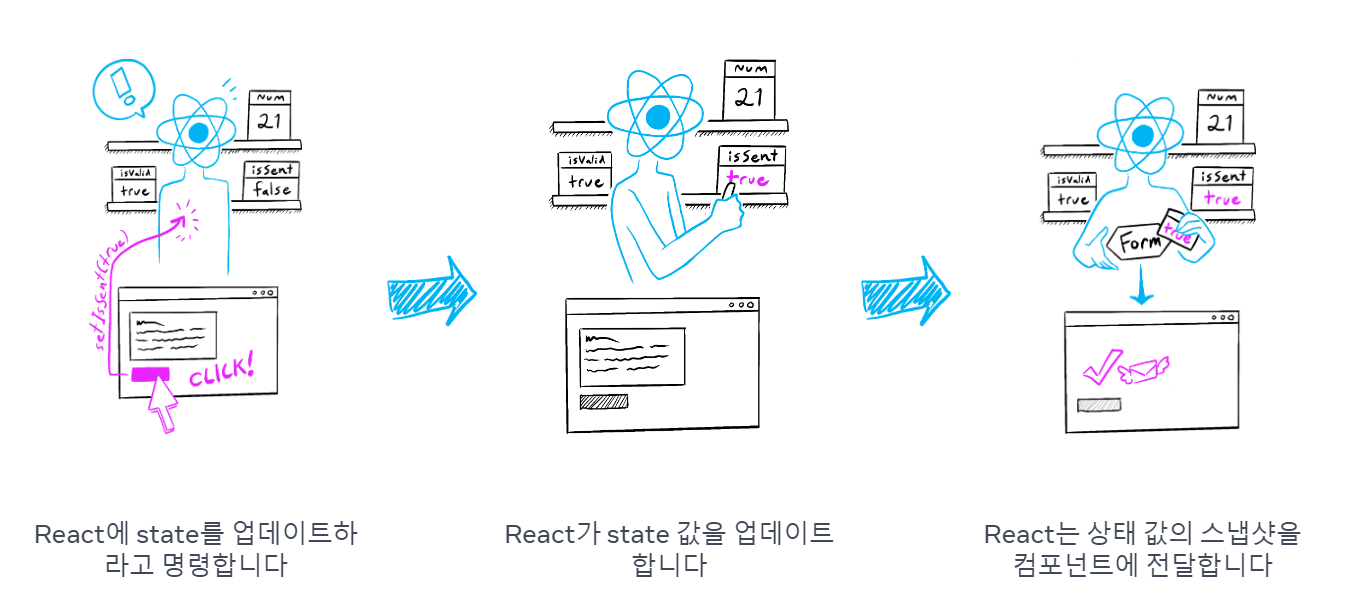 Num
21
isValid
true
isSent
false
setIsSent(true)
CLICK!
Num
21
isValid
true
isSent
true
Num
21
isValid
true
isSent
true
Form
true
React에 state를 업데이트하
라고 명령합니다
React가 state 값을 업데이트
합니다
React는 상태 값의 스냅샷을
컴포넌트에 전달합니다